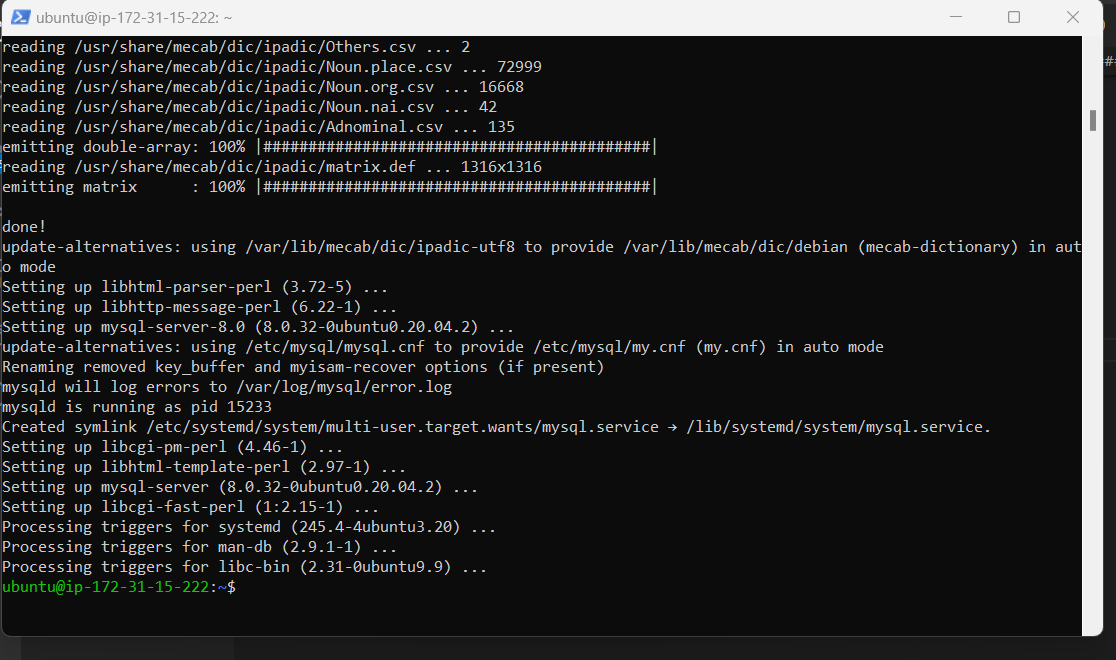 ubuntu@ip-172-31-15-222: ~
reading /usr/share/mecab/dic/ipadic/Others.csv ... 2
reading /usr/share/mecab/dic/ipadic/Noun.place.csv ... 72999
reading /usr/share/mecab/dic/ipadic/Noun.org.csv ... 16668
reading /usr/share/mecab/dic/ipadic/Noun.nai.csv ... 42
reading /usr/share/mecab/dic/ipadic/Adnominal.csv ... 135
emitting double-array: 100% |###########################################|
reading /usr/share/mecab/dic/ipadic/matrix.def ... 1316x1316
emitting matrix      : 100% |###########################################|
done!
update-alternatives: using /var/lib/mecab/dic/ipadic-utf8 to provide /var/lib/mecab/dic/debian (mecab-dictionary) in aut
o mode
Setting up libhtml-parser-perl (3.72-5) ...
Setting up libhttp-message-perl (6.22-1) ...
Setting up mysql-server-8.0 (8.0.32-0ubuntu0.20.04.2) ...
update-alternatives: using /etc/mysql/mysql.cnf to provide /etc/mysql/my.cnf (my.cnf) in auto mode
Renaming removed key_buffer and myisam-recover options (if present)
mysqld will log errors to /var/log/mysql/error.log
mysqld is running as pid 15233
Created symlink /etc/systemd/system/multi-user.target.wants/mysql.service → /lib/systemd/system/mysql.service.
Setting up libcgi-pm-perl (4.46-1) ...
Setting up libhtml-template-perl (2.97-1) ...
Setting up mysql-server (8.0.32-0ubuntu0.20.04.2) ...
Setting up libcgi-fast-perl (1:2.15-1) ...
Processing triggers for systemd (245.4-4ubuntu3.20) ...
Processing triggers for man-db (2.9.1-1) ...
Processing triggers for libc-bin (2.31-0ubuntu9.9) ...
ubuntu@ip-172-31-15-222:~$